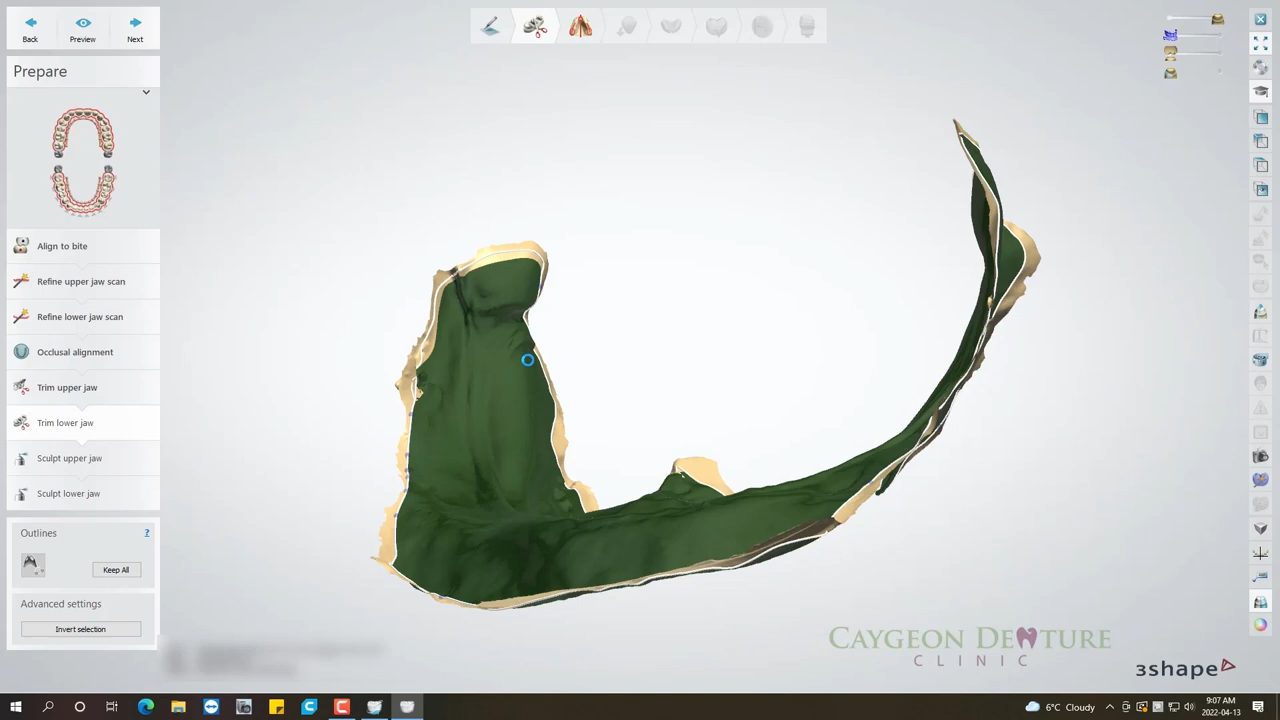 Back
Preview
Next
Prepare
Align to bite
Refine upper jaw scan
Refine lower jaw scan
Occlusal alignment
Trim upper jaw
Trim lower jaw
Sculpt upper jaw
Sculpt lower jaw
Outlines
?
Keep All
Advanced settings
Invert selection
CAYGEON DENTURE
CLINIC
3shape
6°C Cloudy
9:07 AM
2022-04-13